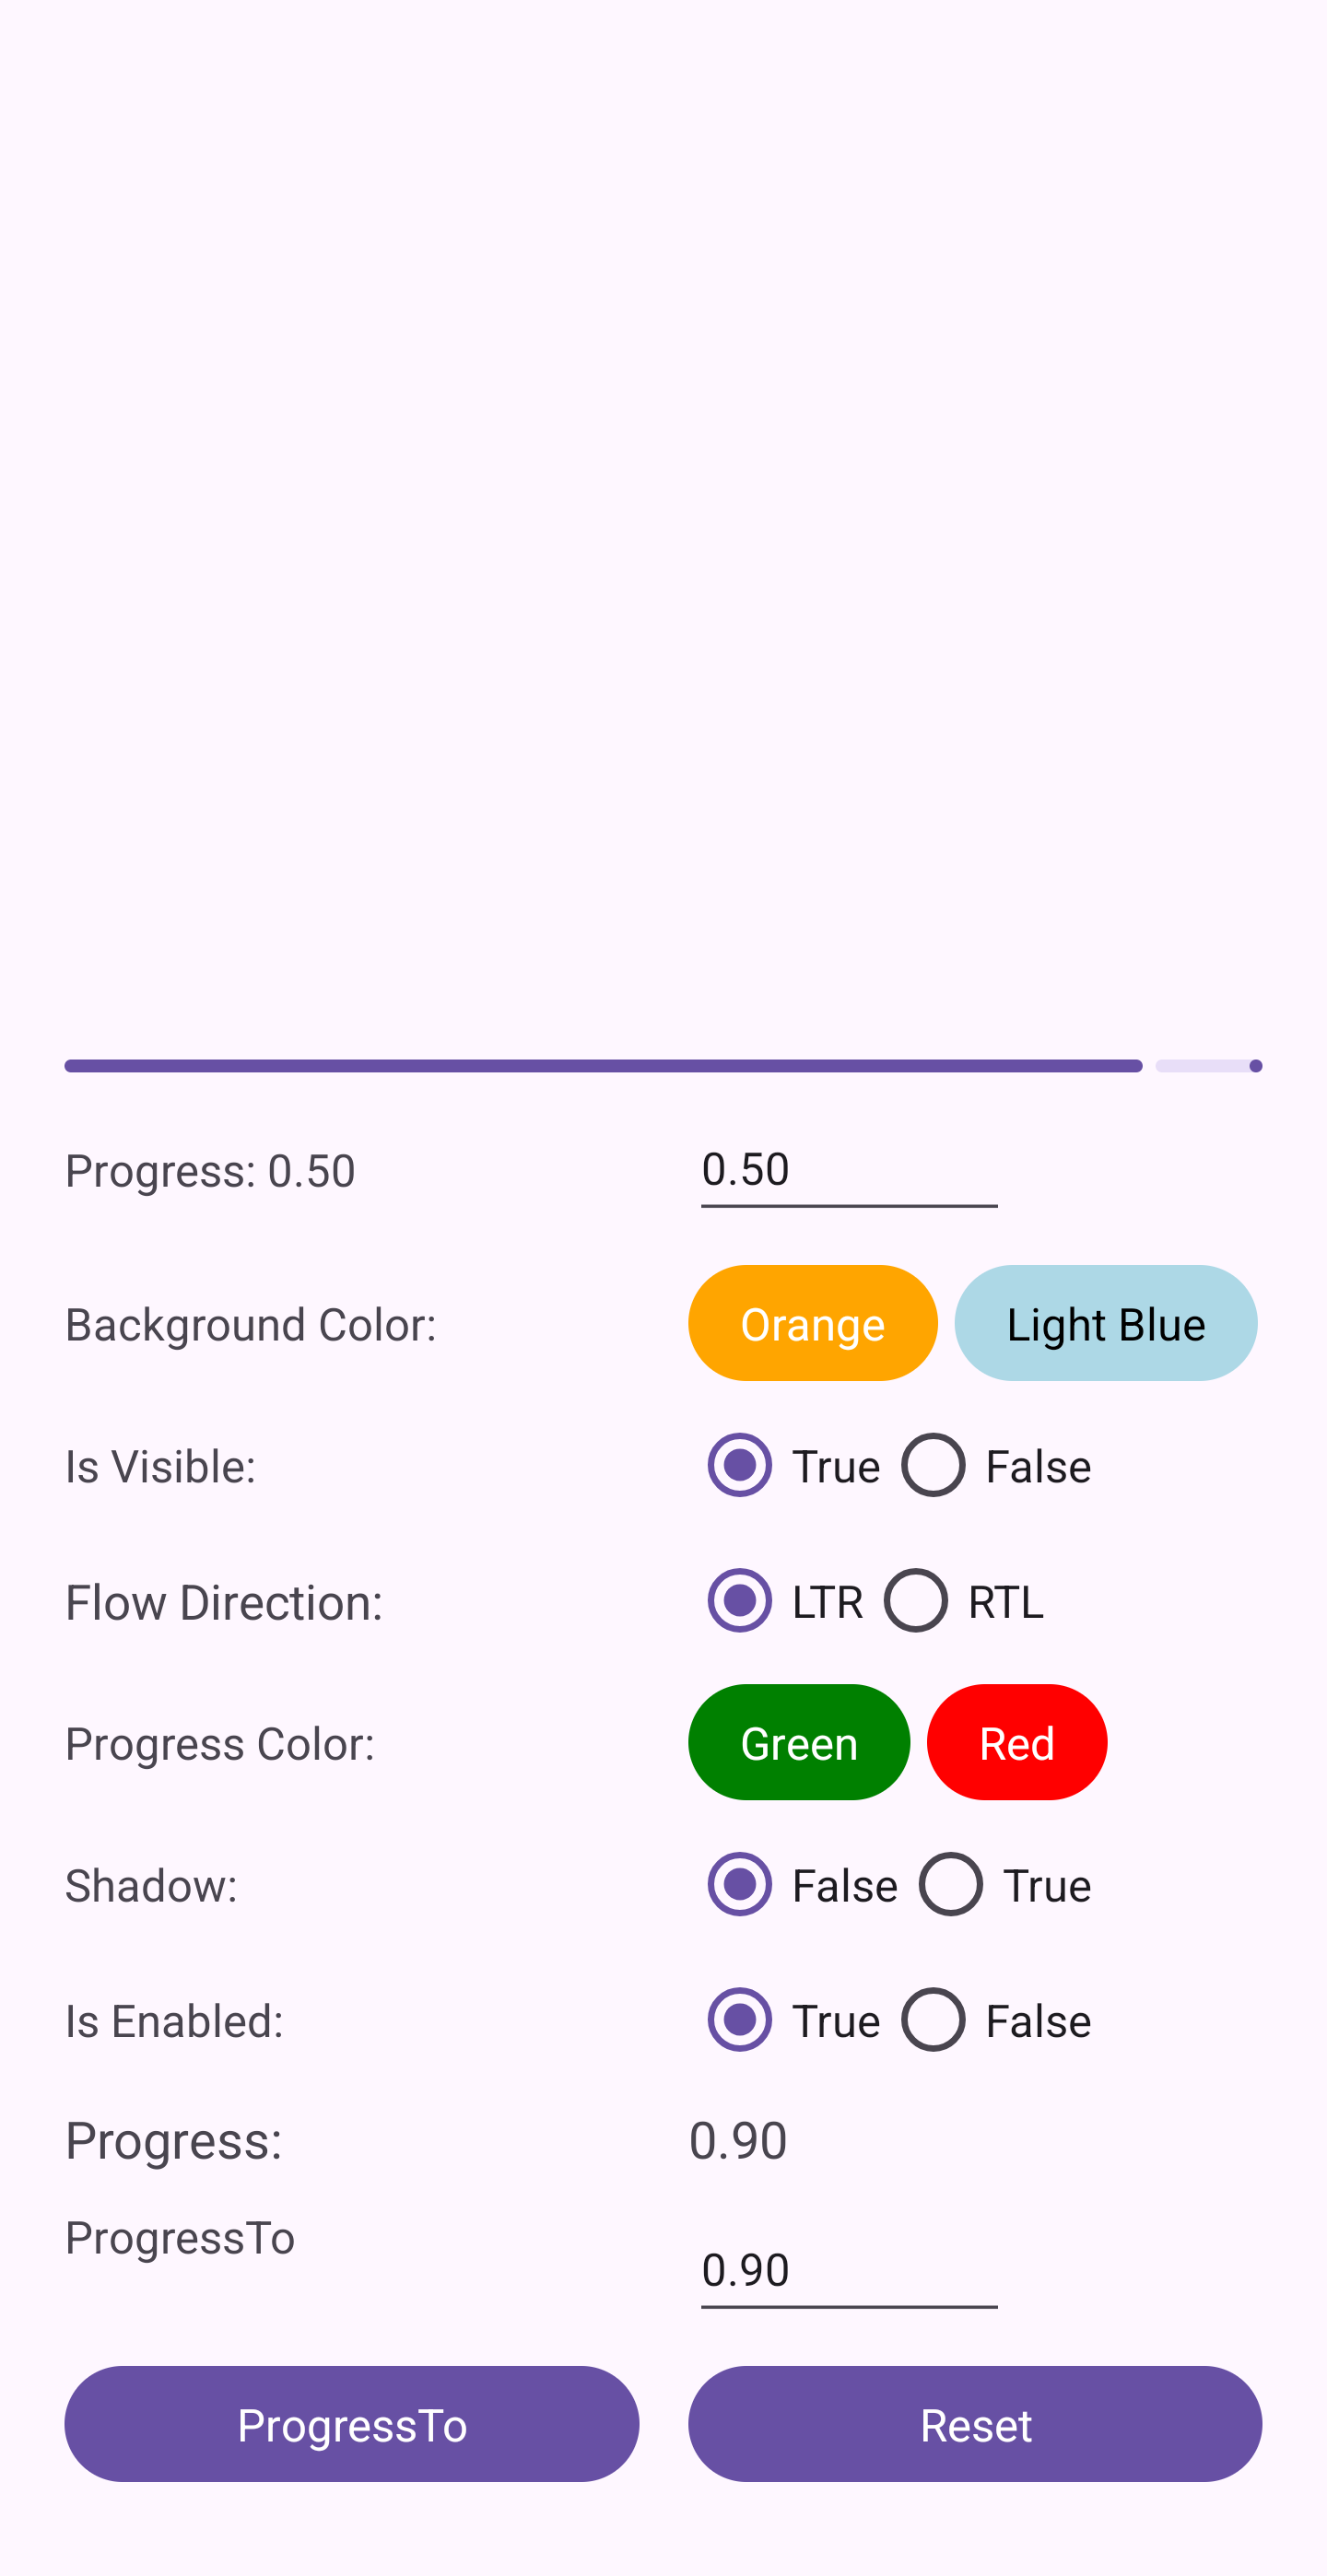 Progress: 0.50 0.50
Background Color: Orange Light Blue
Is Visible: True False
Flow Direction: LTR RTL
Progress Color: Green Red
Shadow: False True
Is Enabled: True False
Progress: 0.90
ProgressTo
0.90
ProgressTo Reset